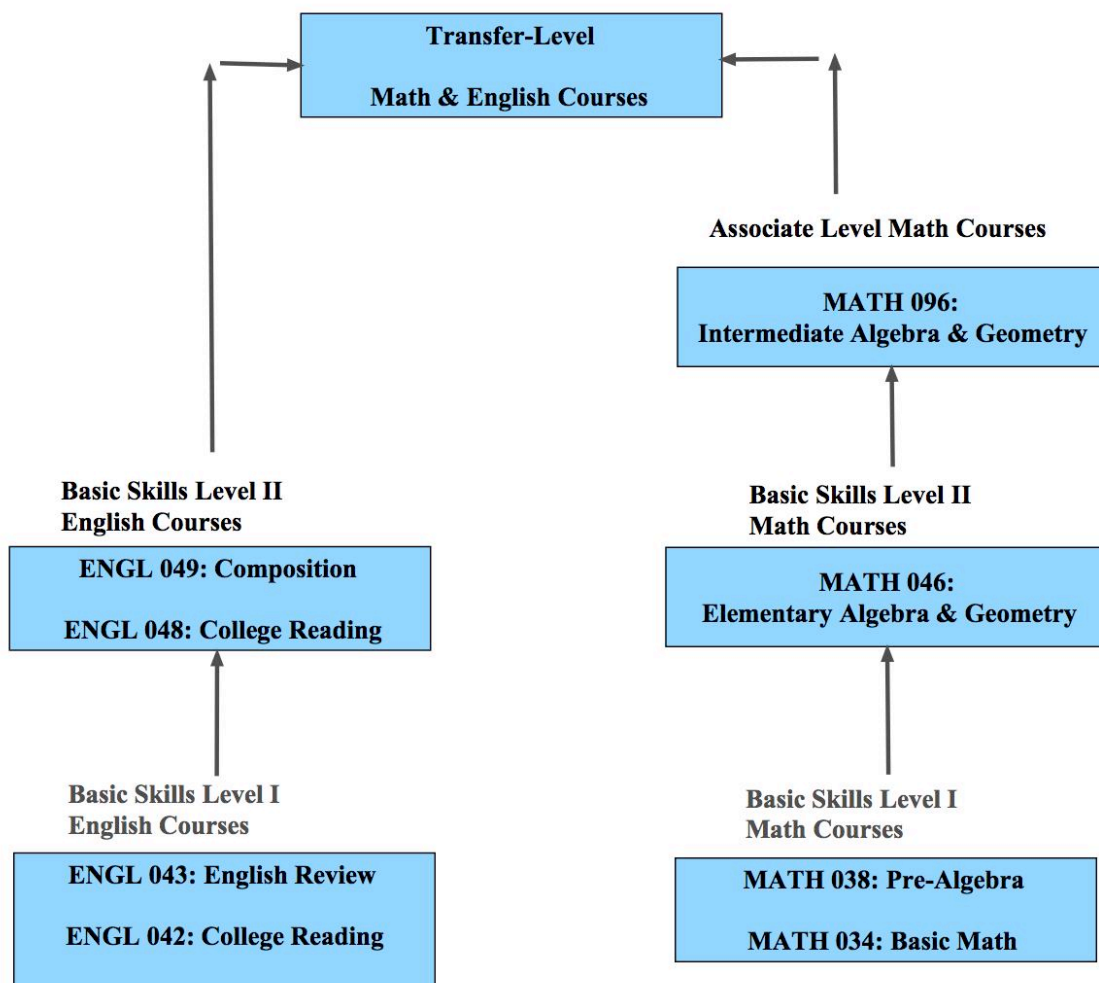 Transfer-Level
Math & English Courses
Associate Level Math Courses
MATH 096:
Intermediate Algebra & Geometry
Basic Skills Level II
English Courses
ENGL 049: Composition
ENGL 048: College Reading
Basic Skills Level II
Math Courses
MATH 046:
Elementary Algebra & Geometry
Basic Skills Level I
English Courses
ENGL 043: English Review
ENGL 042: College Reading
Basic Skills Level I
Math Courses
MATH 038: Pre-Algebra
MATH 034: Basic Math